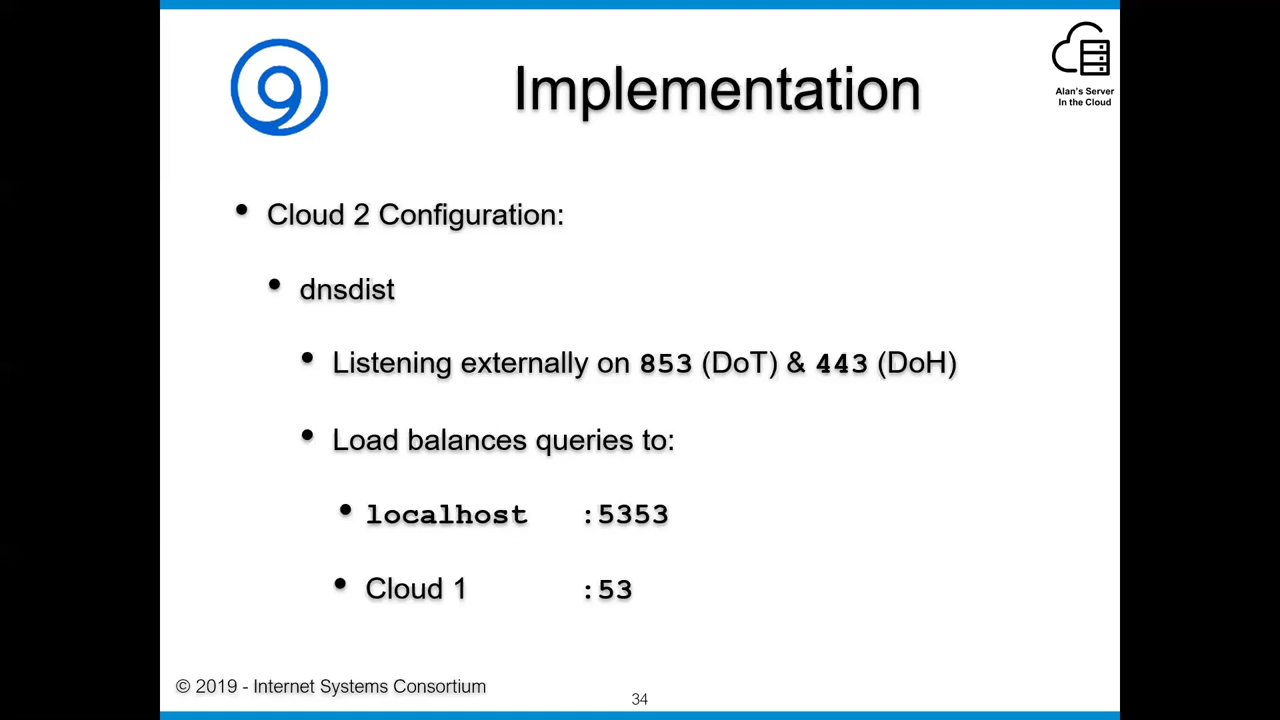 Implementation
Alan's Server
In the Cloud
• Cloud 2 Configuration:
• dnsdist
• Listening externally on 853 (DoT) & 443 (DoH)
• Load balances queries to:
• localhost :5353
• Cloud 1 :53
© 2019 - Internet Systems Consortium
34